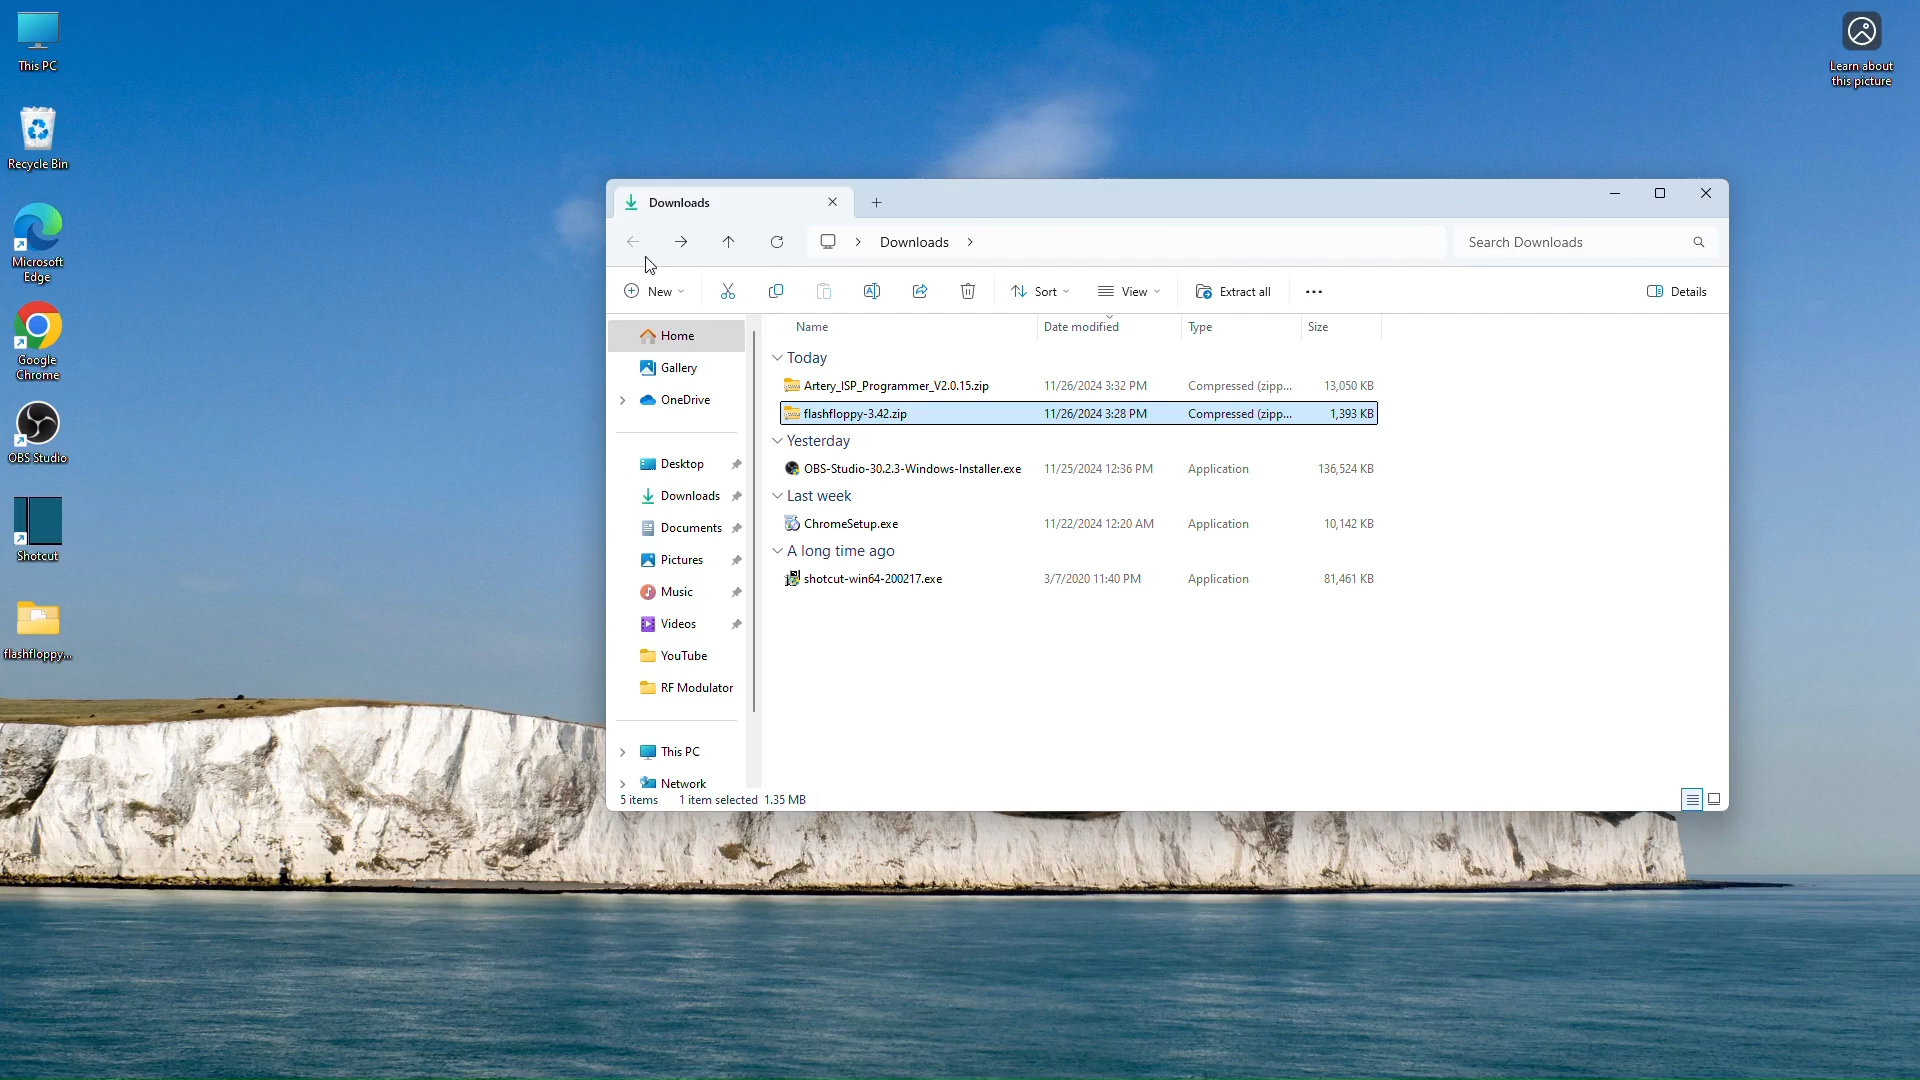 This PC
Recycle Bin
Microsoft
Edge
Google
Chrome
OBS Studio
Shotcut
flashfloppy...
Learn about
this picture
Downloads
Downloads
Search Downloads
New
Sort
View
Extract all
Details
Home
Gallery
OneDrive
Desktop
Downloads
Documents
Pictures
Music
Videos
YouTube
RF Modulator
This PC
Network
Name Date modified Type Size
Today
Artery_ISP_Programmer_V2.0.15.zip 11/26/2024 3:32 PM Compressed (zipp... 13,050 KB
flashfloppy-3.42.zip 11/26/2024 3:28 PM Compressed (zipp... 1,393 KB
Yesterday
OBS-Studio-30.2.3-Windows-Installer.exe 11/25/2024 12:36 PM Application 136,524 KB
Last week
ChromeSetup.exe 11/22/2024 12:20 AM Application 10,142 KB
A long time ago
shotcut-win64-200217.exe 3/7/2020 11:40 PM Application 81,461 KB
5 items 1 item selected 1.35 MB